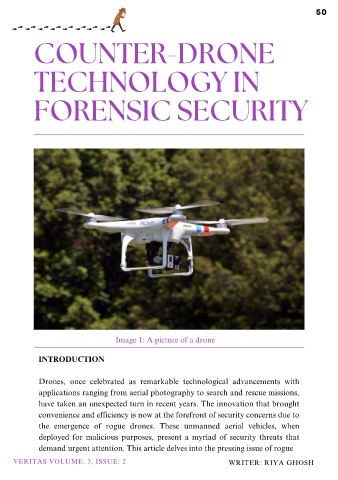 50
COUNTER-DRONE
TECHNOLOGY IN
FORENSIC SECURITY
Image 1: A picture of a drone
INTRODUCTION
Drones, once celebrated as remarkable technological advancements with
applications ranging from aerial photography to search and rescue missions,
have taken an unexpected turn in recent years. The innovation that brought
convenience and efficiency is now at the forefront of security concerns due to
the emergence of rogue drones. These unmanned aerial vehicles, when
deployed for malicious purposes, present a myriad of security threats that
demand urgent attention. This article delves into the pressing issue of rogue
VERITAS VOLUME: 3, ISSUE: 2
WRITER: RIYA GHOSH